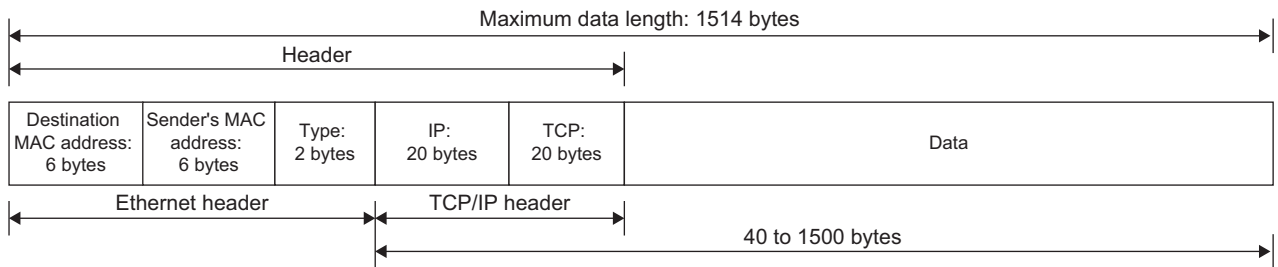 Maximum data length: 1514 bytes
Header
Destination
MAC address:
6 bytes
Sender's MAC
address:
6 bytes
Type:
2 bytes
IP:
20 bytes
TCP:
20 bytes
Data
Ethernet header
TCP/IP header
40 to 1500 bytes